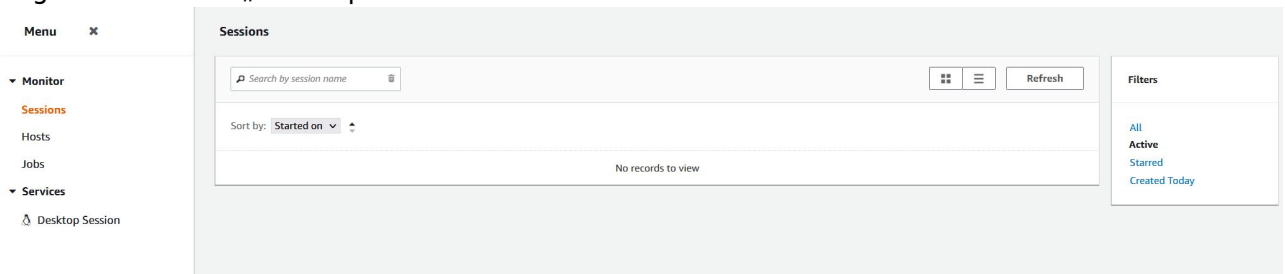 Menu ✖
Sessions
Monitor
Sessions
Hosts
Jobs
Services
Desktop Session
Search by session name
Refresh
Sort by: Started on
No records to view
Filters
All
Active
Starred
Created Today